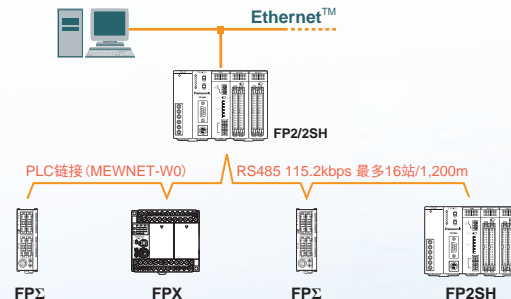 Ethernet™
FP2/2SH
PLC链接（MEWNET-W0）
RS485 115.2kbps 最多16站/1,200m
FPΣ
FPX
FPΣ
FP2SH